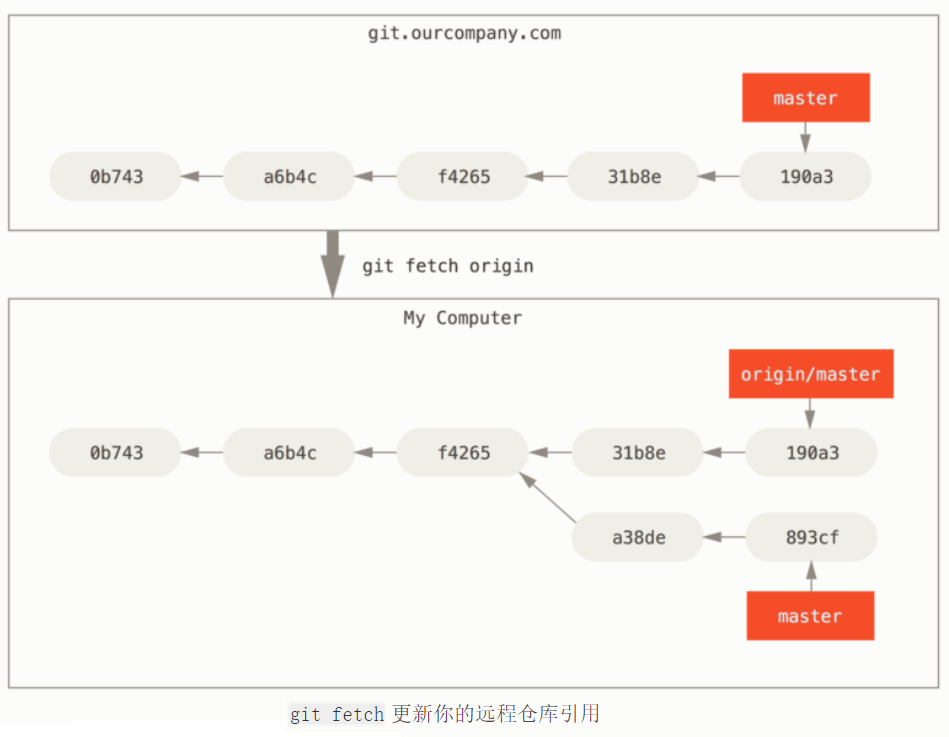 git.ourcompany.com
master
0b743 a6b4c f4265 31b8e 190a3
git fetch origin
My Computer
origin/master
0b743 a6b4c f4265 31b8e 190a3
a38de 893cf
master
git fetch 更新你的远程仓库引用